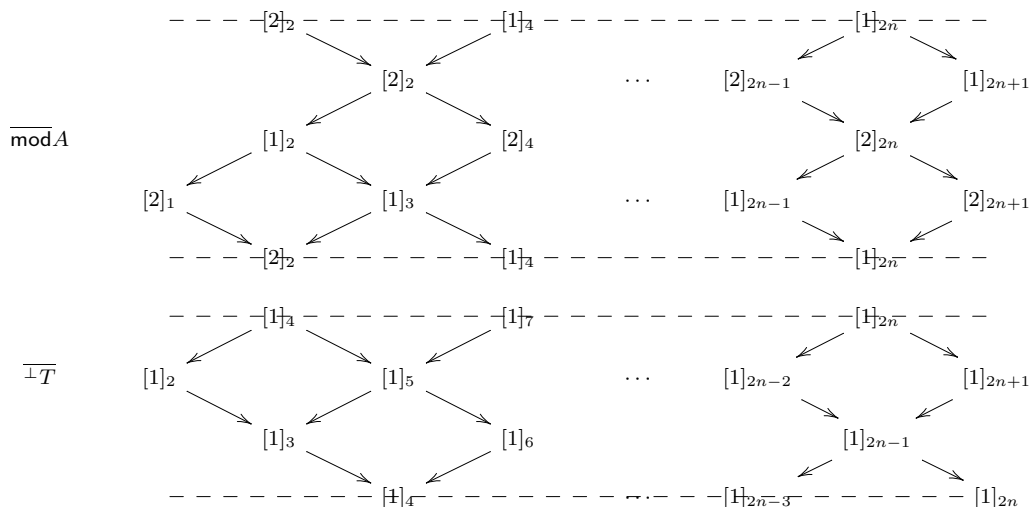 [2]₂ [1]₄ [1]₂ₙ
[2]₂ ··· [2]₂ₙ₋₁ [1]₂ₙ₊₁
mod̅A [1]₂ [2]₄ [2]₂ₙ
[2]₁ [1]₃ ··· [1]₂ₙ₋₁ [2]₂ₙ₊₁
[2]₂ [1]₄ [1]₂ₙ
[1]₄ [1]₇ [1]₂ₙ
⊥T [1]₂ [1]₅ ··· [1]₂ₙ₋₂ [1]₂ₙ₊₁
[1]₃ [1]₆ [1]₂ₙ₋₁
[1]₄ ··· [1]₂ₙ₋₃ [1]₂ₙ